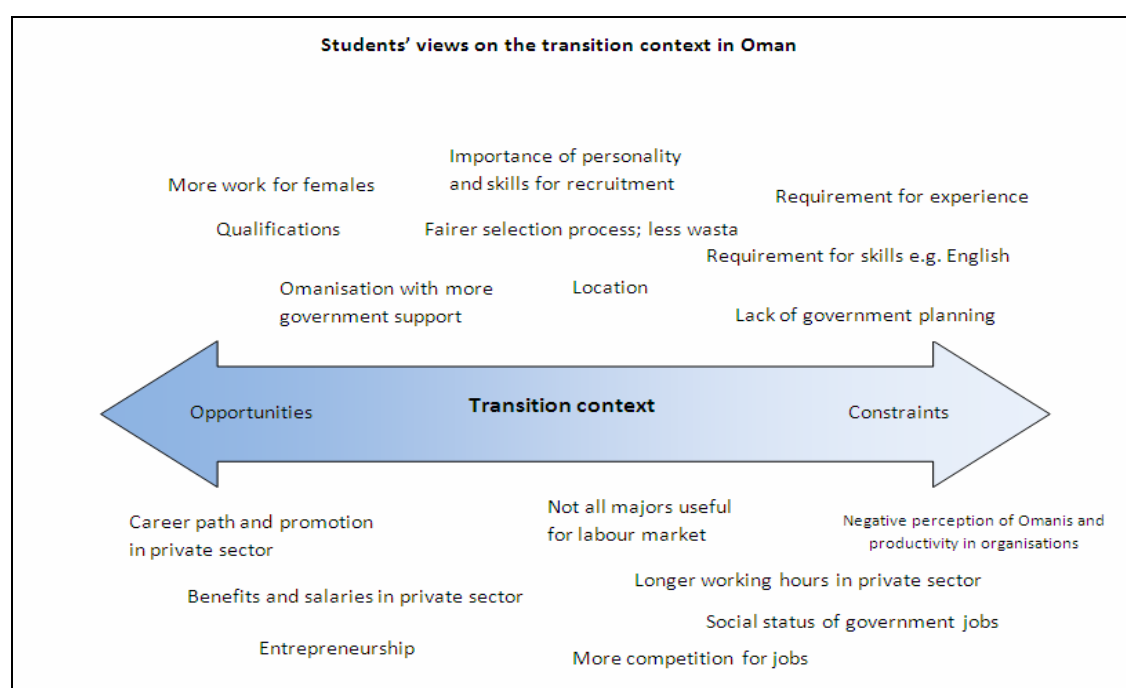 Students’ views on the transition context in Oman
Importance of personality
and skills for recruitment
More work for females
Requirement for experience
Qualifications
Fairer selection process; less wasta
Requirement for skills e.g. English
Omanisation with more
government support
Location
Lack of government planning
Opportunities
Transition context
Constraints
Career path and promotion
in private sector
Not all majors useful
for labour market
Negative perception of Omanis and
productivity in organisations
Longer working hours in private sector
Benefits and salaries in private sector
Social status of government jobs
Entrepreneurship
More competition for jobs